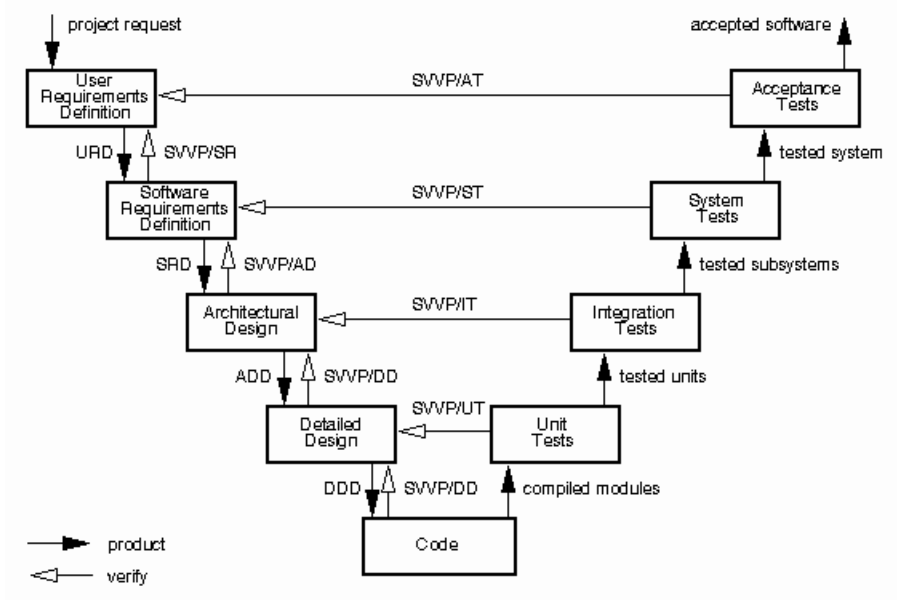 project request
accepted software
User
Requirements
Definition
SVVP/AT
Acceptance
Tests
URD
SVVP/SR
tested system
Software
Requirements
Definition
SVVP/ST
System
Tests
SRD
SVVP/AD
tested subsystems
Architectural
Design
SVVP/IT
Integration
Tests
ADD
SVVP/DD
tested units
Detailed
Design
SVVP/UT
Unit
Tests
DDD
SVVP/DD
compiled modules
Code
product
verify